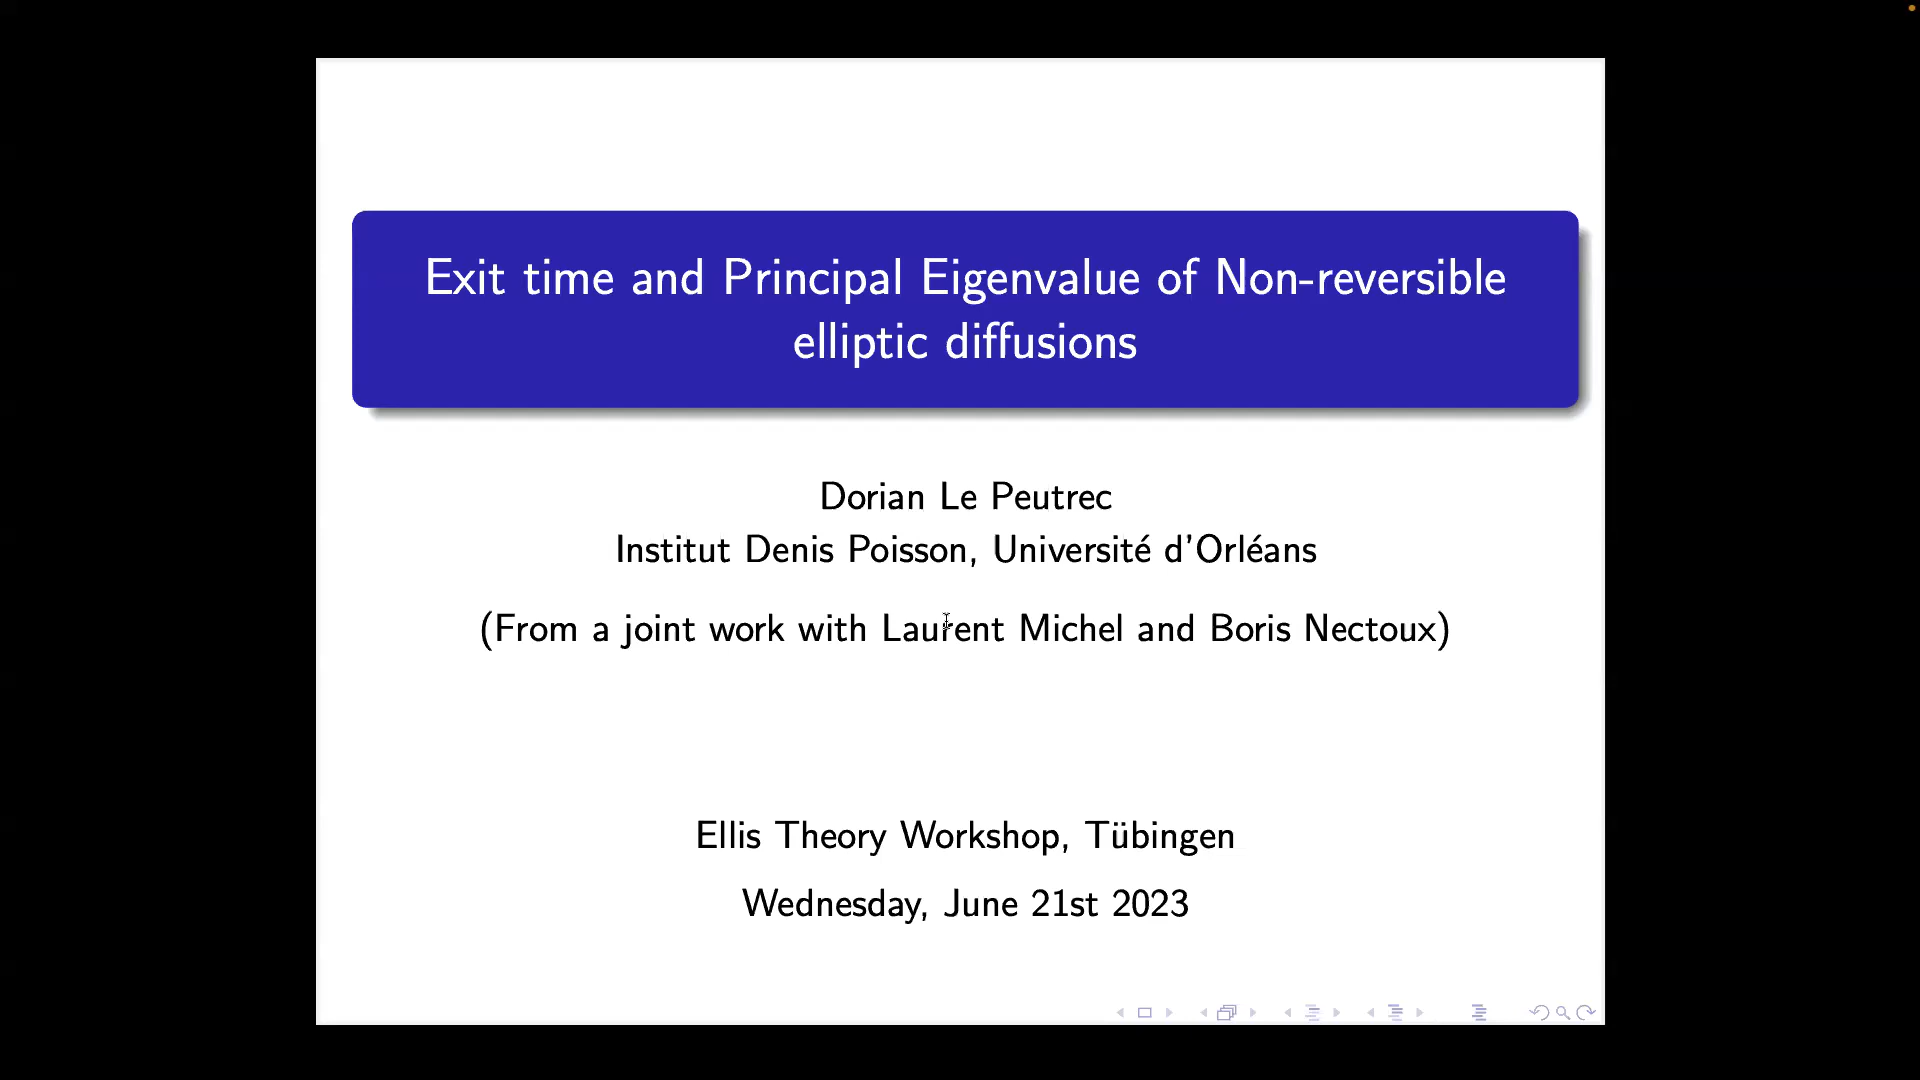 Exit time and Principal Eigenvalue of Non-reversible
elliptic diffusions
Dorian Le Peutrec
Institut Denis Poisson, Université d'Orléans
(From a joint work with Laurent Michel and Boris Nectoux)
Ellis Theory Workshop, Tübingen
Wednesday, June 21st 2023